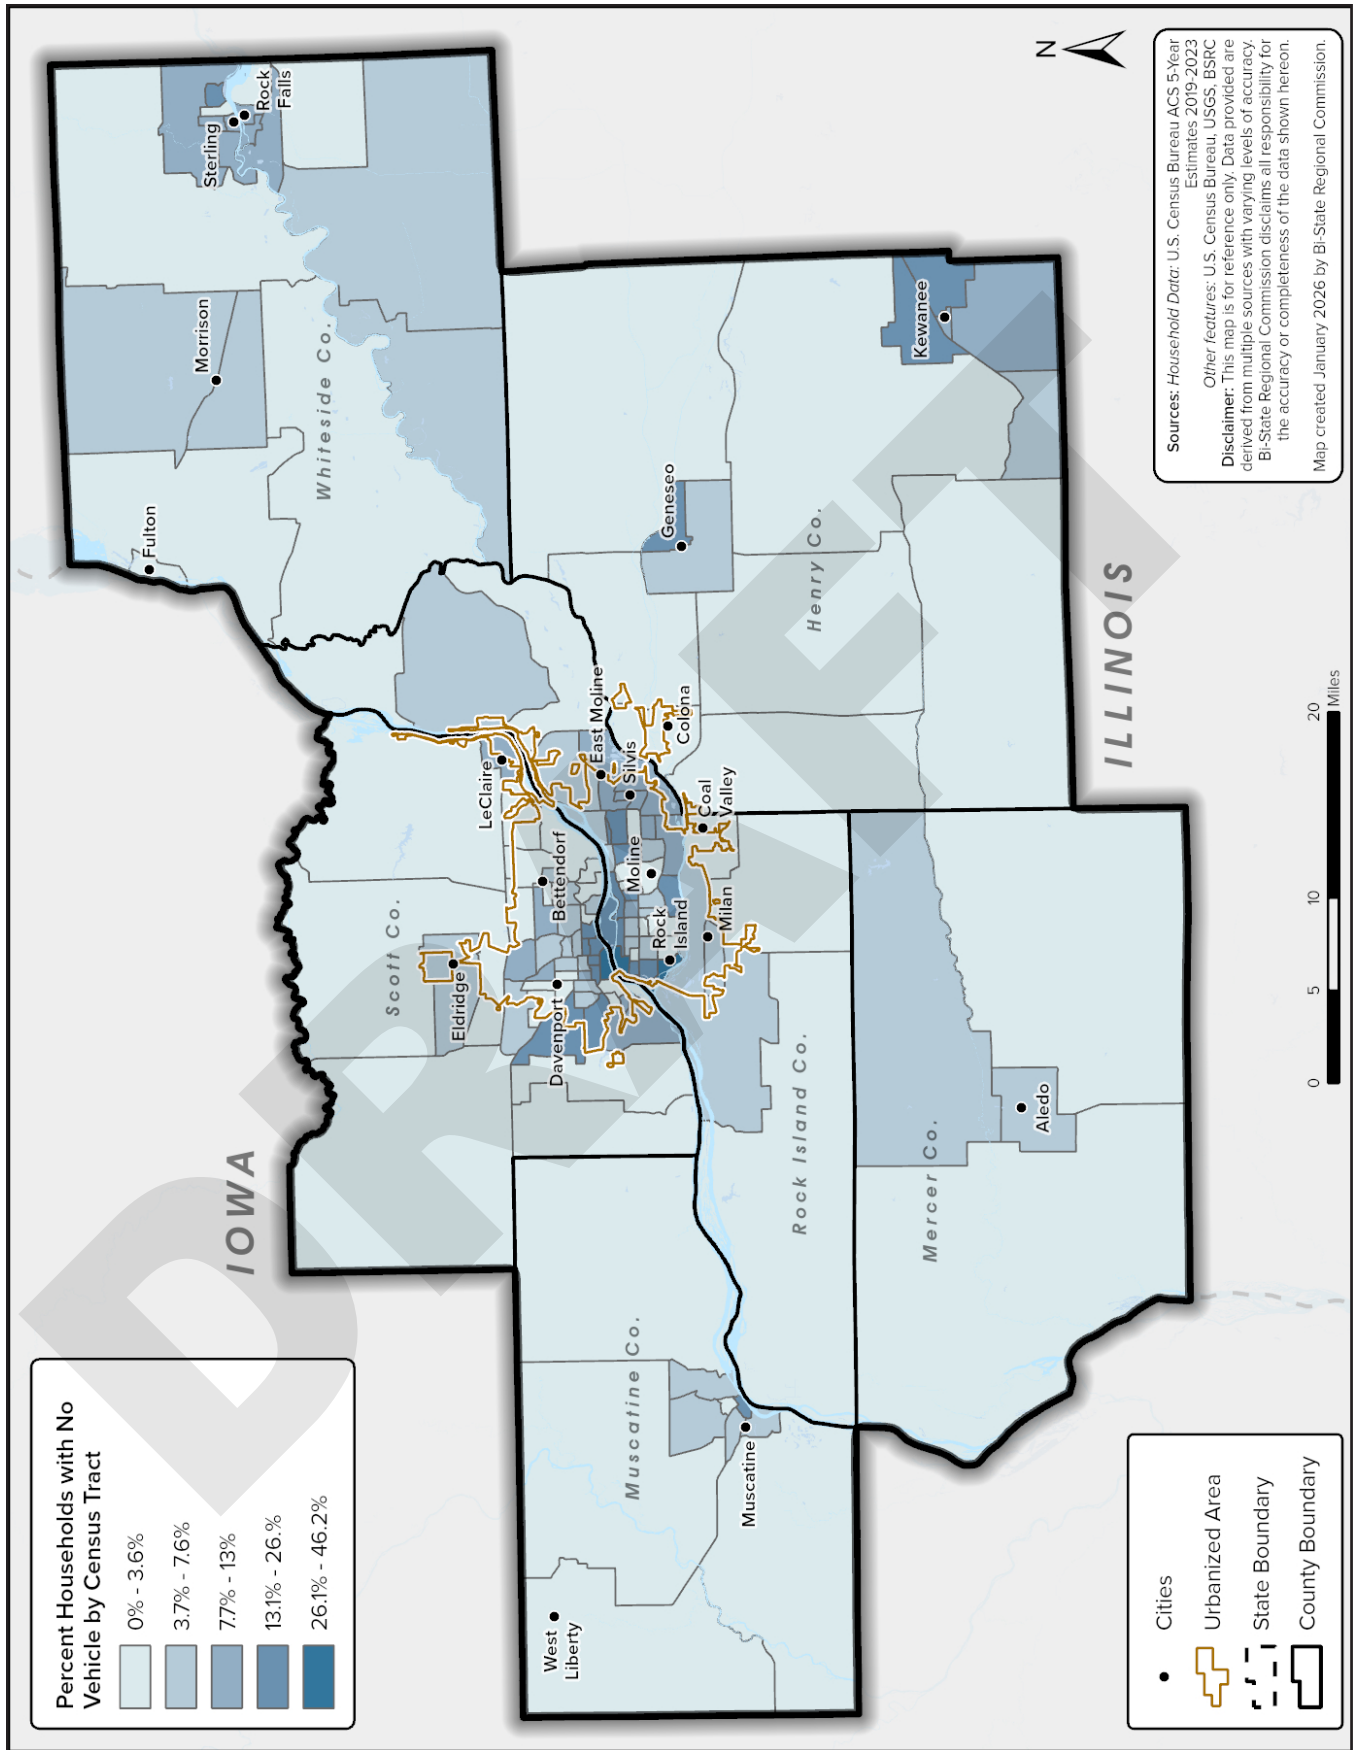 Percent Households with No
Vehicle by Census Tract
0% - 3.6%
3.7% - 7.6%
7.7% - 13%
13.1% - 26.%
26.1% - 46.2%
IOWA
ILLINOIS
DRAFT
Scott Co.
Whiteside Co.
Muscatine Co.
Rock Island Co.
Henry Co.
Mercer Co.
Fulton
Morrison
Sterling
Rock
Falls
LeClaire
Eldridge
Bettendorf
Davenport
East Moline
Silvis
Moline
Rock
Island
Colona
Coal
Valley
Milan
Geneseo
Kewanee
Aledo
Muscatine
West
Liberty
Cities
Urbanized Area
State Boundary
County Boundary
0 5 10 20
Miles
N
Sources: Household Data: U.S. Census Bureau ACS 5-Year
Estimates 2019-2023
Other features: U.S. Census Bureau, USGS, BSRC
Disclaimer: This map is for reference only. Data provided are
derived from multiple sources with varying levels of accuracy.
Bi-State Regional Commission disclaims all responsibility for
the accuracy or completeness of the data shown hereon.
Map created January 2026 by Bi-State Regional Commission.